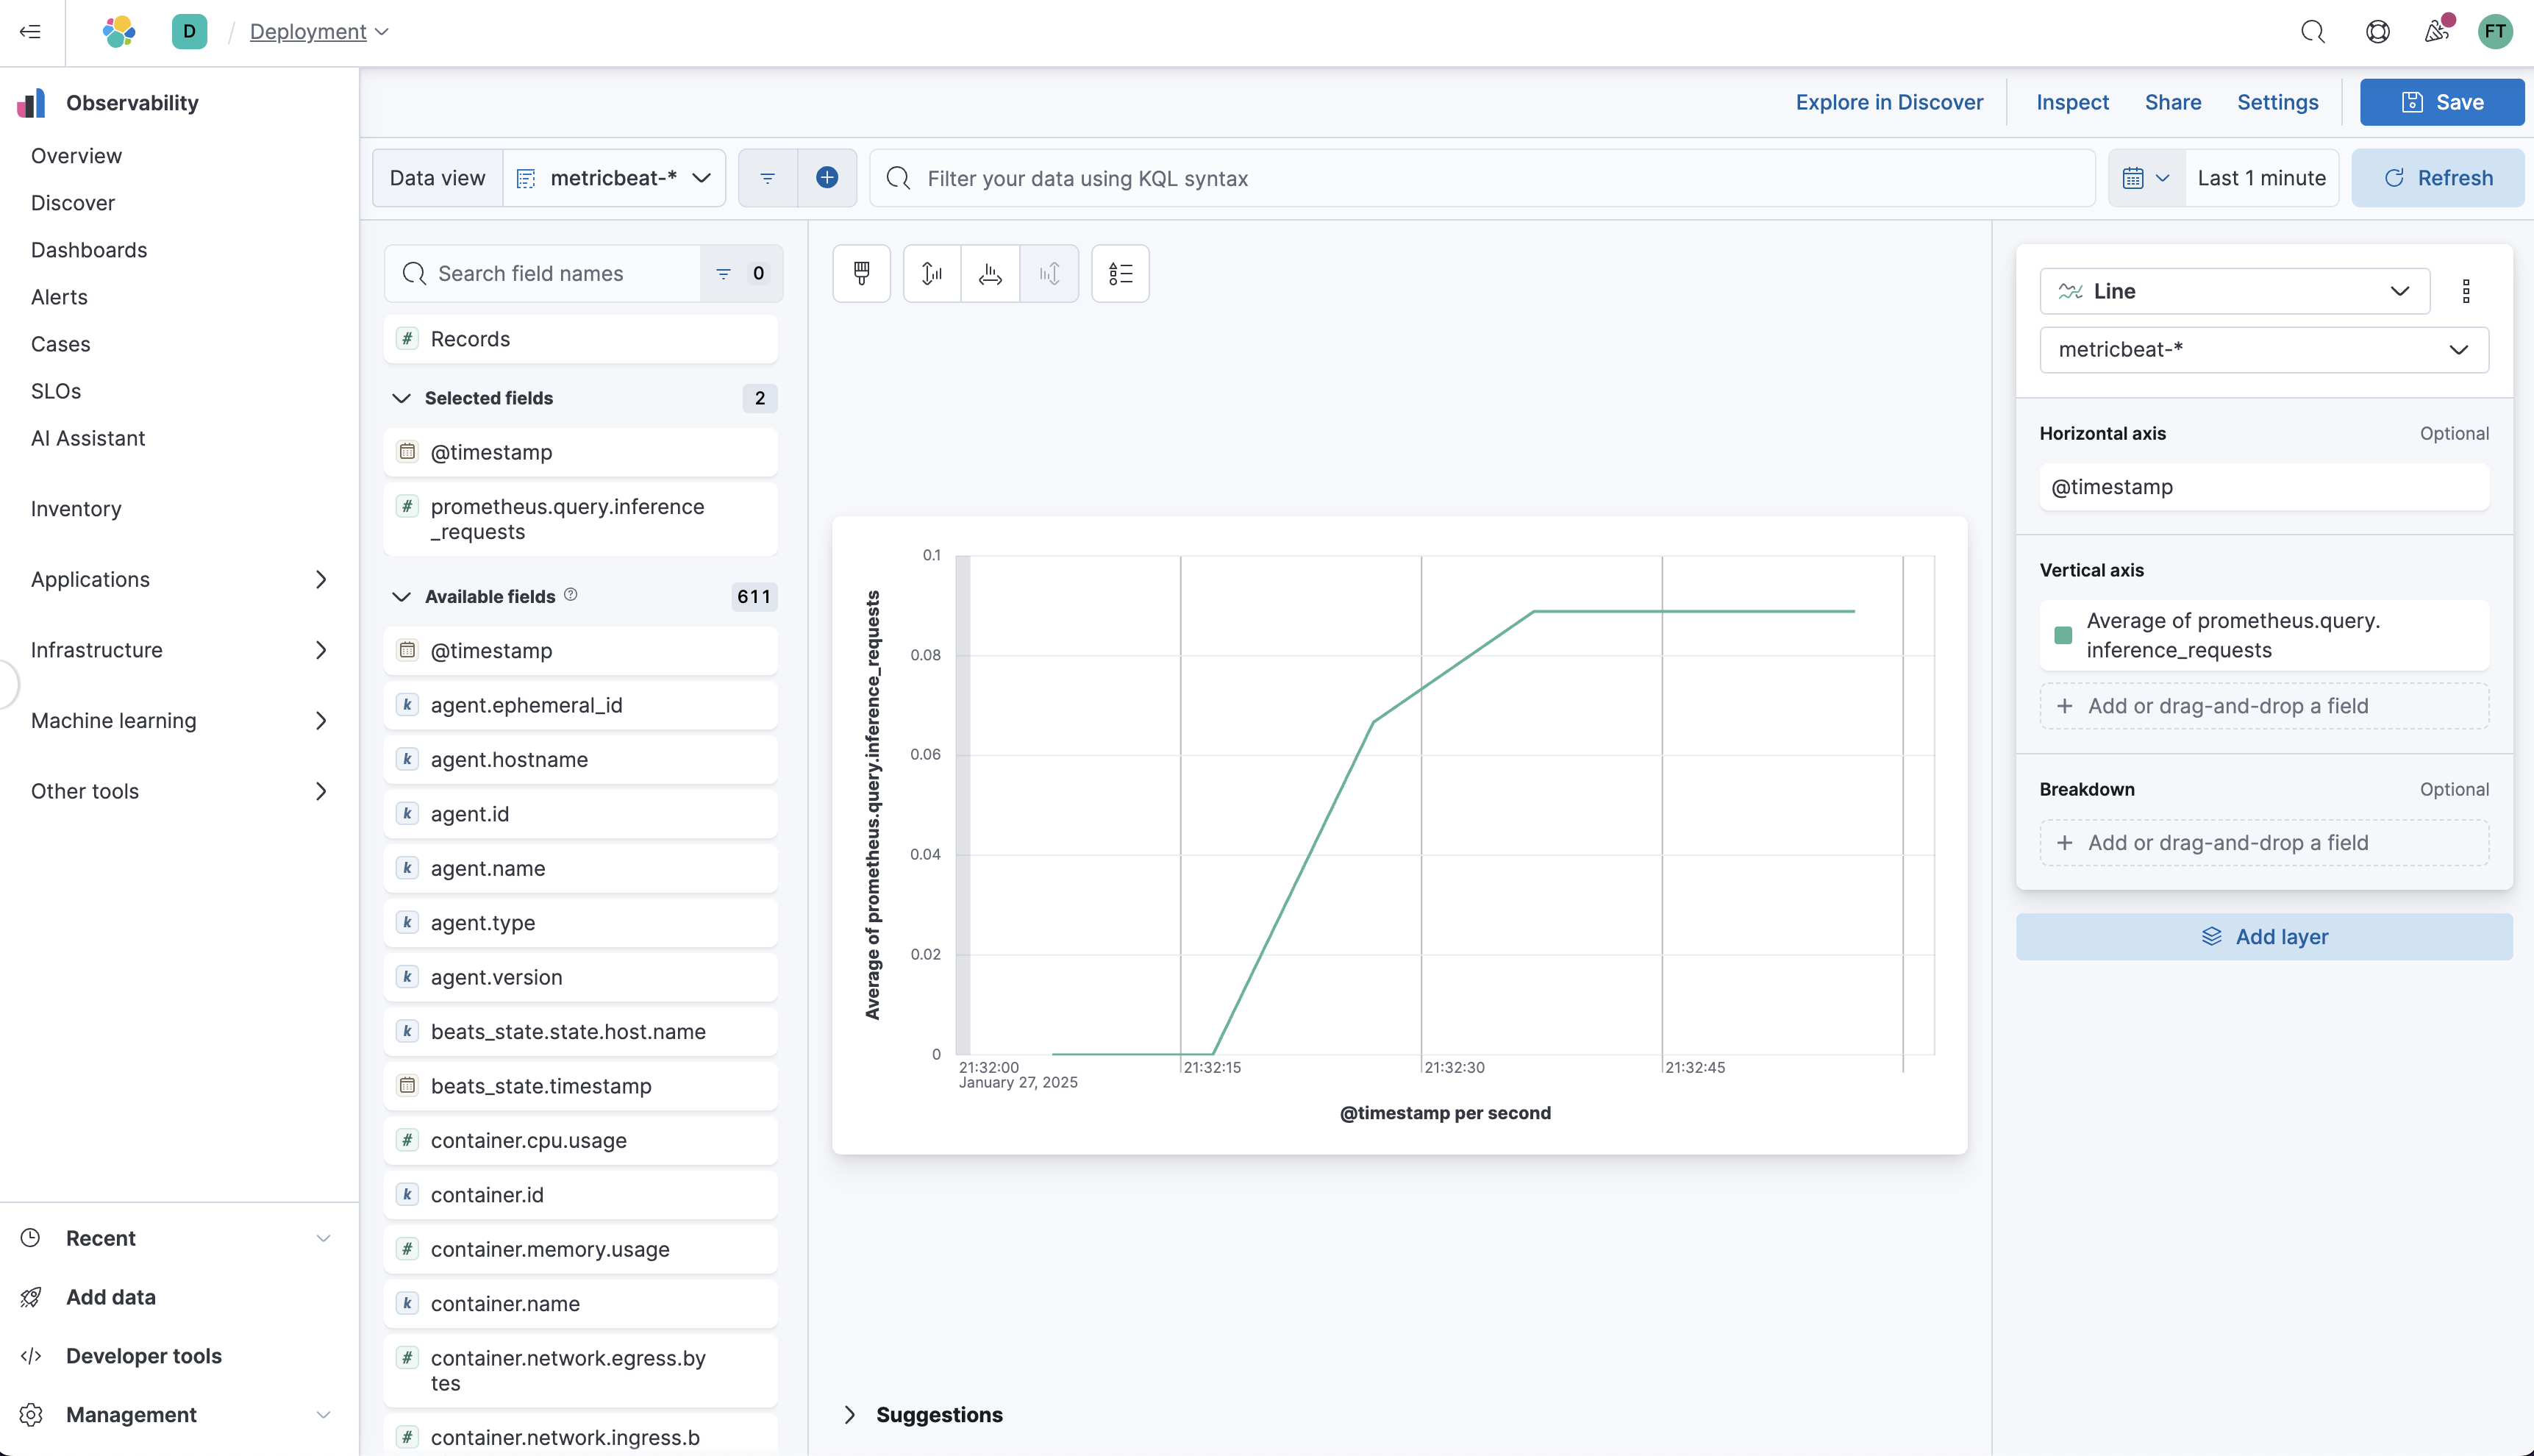 D / Deployment
FT
Observability
Overview
Discover
Dashboards
Alerts
Cases
SLOs
AI Assistant
Inventory
Applications
Infrastructure
Machine learning
Other tools
Recent
Add data
Developer tools
Management
Explore in Discover
Inspect
Share
Settings
Save
Data view
metricbeat-*
Filter your data using KQL syntax
Last 1 minute
Refresh
Search field names
0
Records
Selected fields
2
@timestamp
prometheus.query.inference
_requests
Available fields
611
@timestamp
agent.ephemeral_id
agent.hostname
agent.id
agent.name
agent.type
agent.version
beats_state.state.host.name
beats_state.timestamp
container.cpu.usage
container.id
container.memory.usage
container.name
container.network.egress.by
tes
container.network.ingress.b
Average of prometheus.query.inference_requests
0.1
0.08
0.06
0.04
0.02
0
21:32:00
January 27, 2025
21:32:15
21:32:30
21:32:45
@timestamp per second
Suggestions
Line
metricbeat-*
Horizontal axis
Optional
@timestamp
Vertical axis
Average of prometheus.query.
inference_requests
Add or drag-and-drop a field
Breakdown
Optional
Add or drag-and-drop a field
Add layer